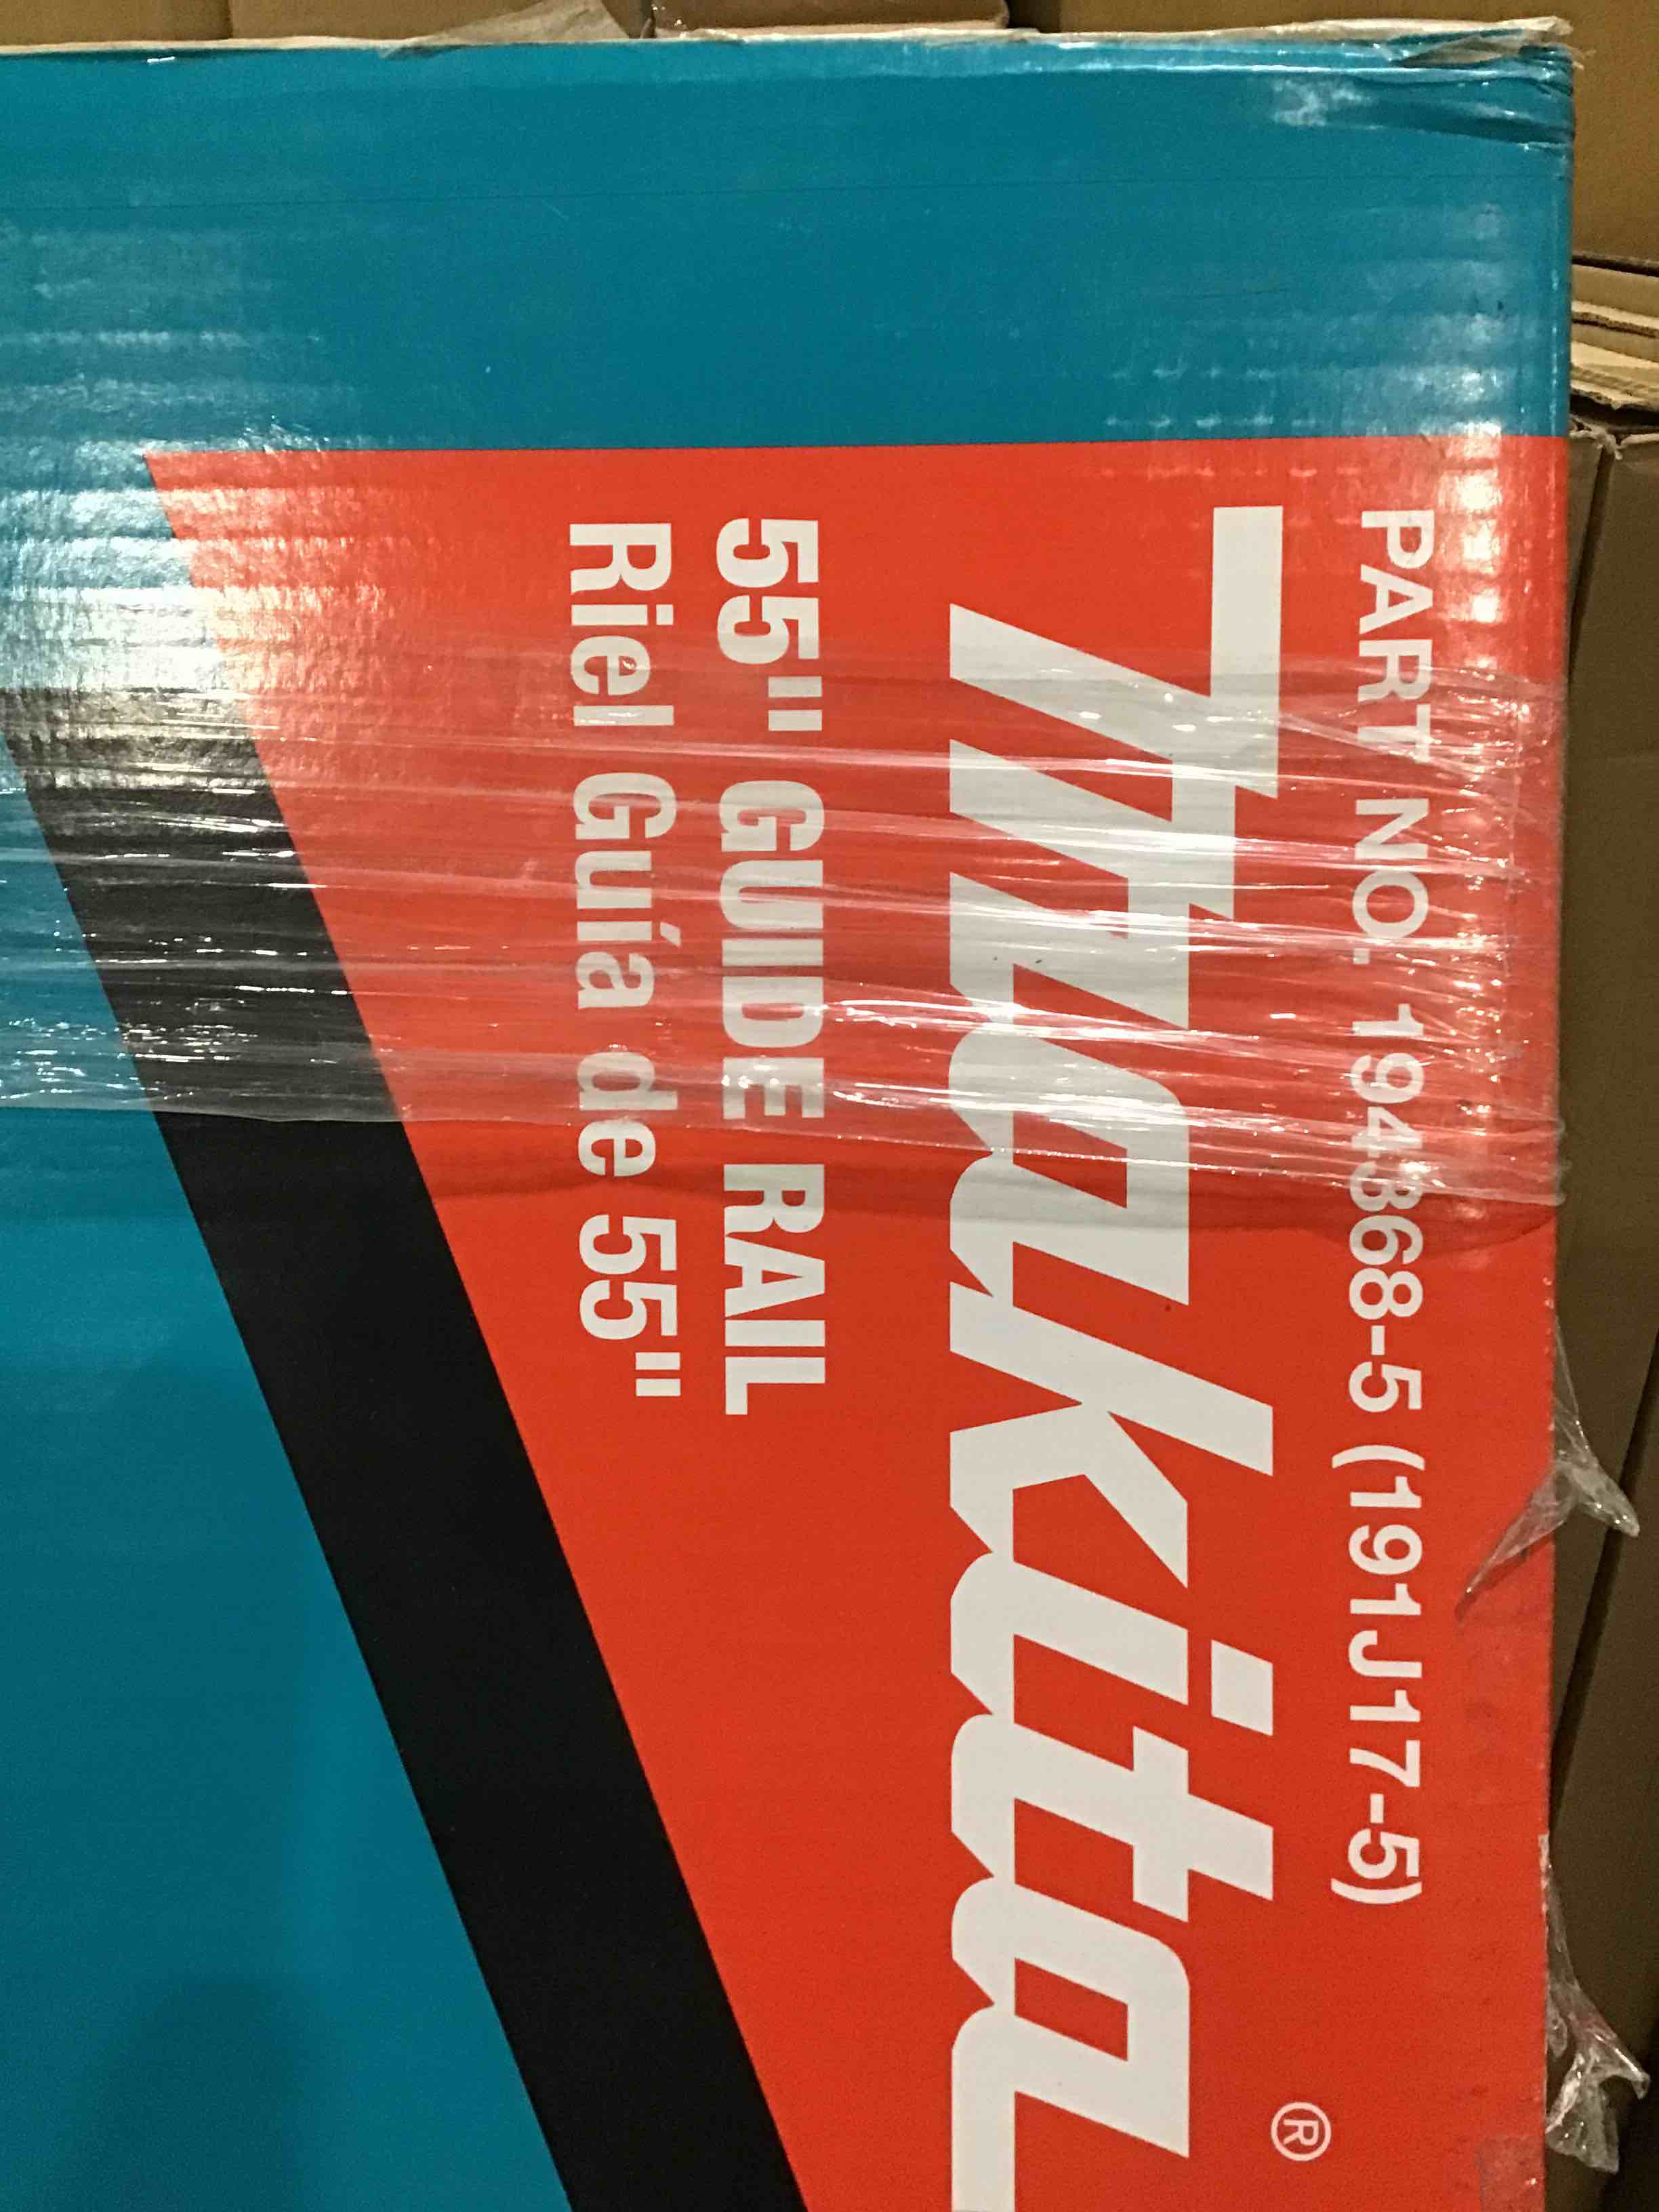 PART NO. 194368-5 (191J17-5)
Makita®
55" GUIDE RAIL
Riel Guía de 55"